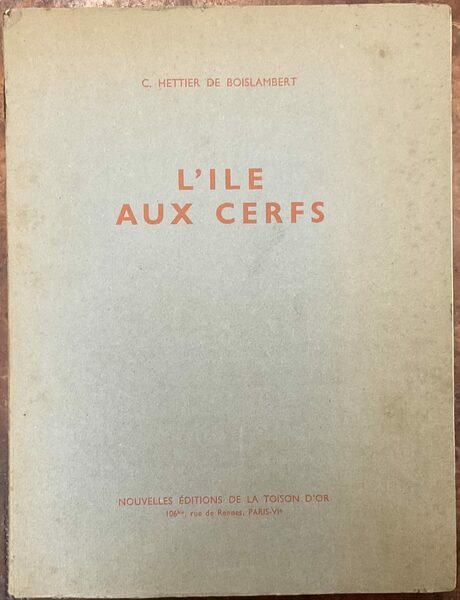 C. HETTIER DE BOISLAMBERT
L'ILE
AUX CERFS
NOUVELLES ÉDITIONS DE LA TOISON D'OR
106bis, rue de Rennes, PARIS-VIe